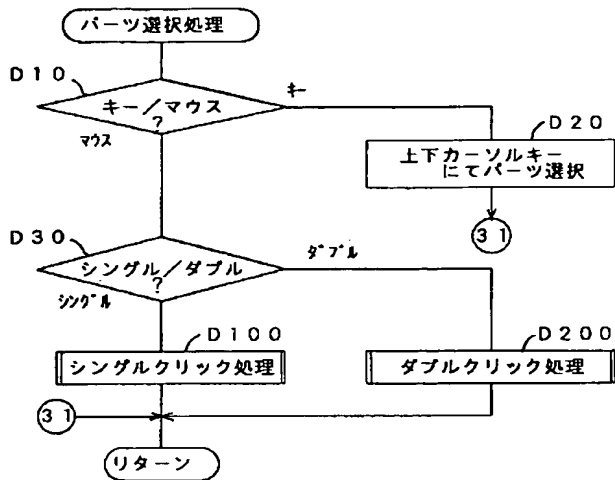 パーツ選択処理
D10
キー/マウス
?
キー
マウス
D20
上下カーソルキー
にてパーツ選択
31
D30
シングル/ダブル
?
ダブル
シングル
D100
シングルクリック処理
D200
ダブルクリック処理
31
リターン